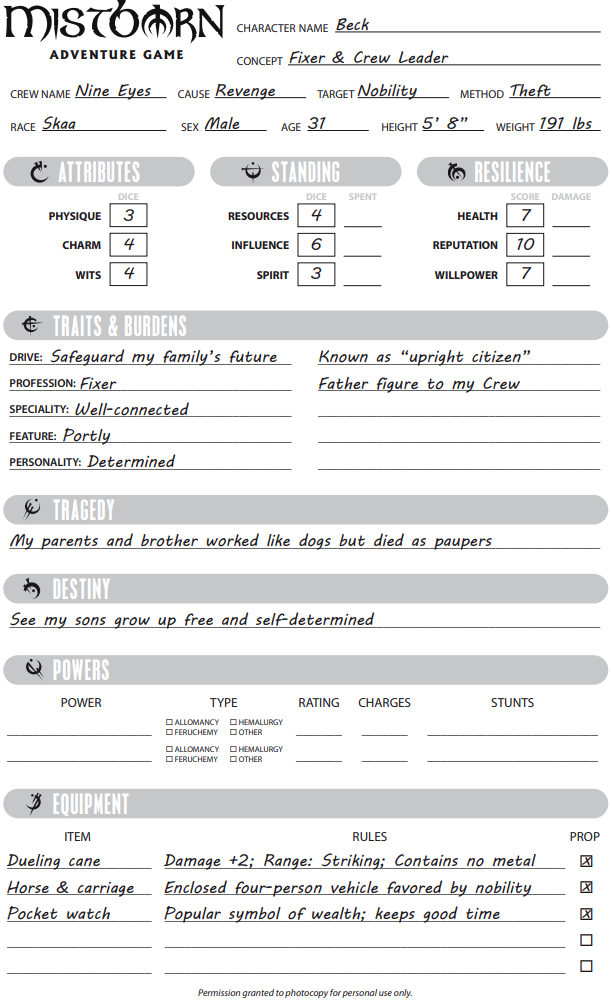 MISTBORN
ADVENTURE GAME
CHARACTER NAME Beck
CONCEPT Fixer & Crew Leader
CREW NAME Nine Eyes CAUSE Revenge TARGET Nobility METHOD Theft
RACE Skaa SEX Male AGE 31 HEIGHT 5' 8" WEIGHT 191 lbs
ATTRIBUTES STANDING RESILIENCE
DICE DICE SPENT SCORE DAMAGE
PHYSIQUE 3 RESOURCES 4 HEALTH 7
CHARM 4 INFLUENCE 6 REPUTATION 10
WITS 4 SPIRIT 3 WILLPOWER 7
TRAITS & BURDENS
DRIVE: Safeguard my family's future Known as "upright citizen"
PROFESSION: Fixer Father figure to my Crew
SPECIALITY: Well-connected
FEATURE: Portly
PERSONALITY: Determined
TRAGEDY
My parents and brother worked like dogs but died as paupers
DESTINY
See my sons grow up free and self-determined
POWERS
POWER TYPE RATING CHARGES STUNTS
☐ ALLOMANCY ☐ HEMALURGY
☐ FERUCHEMY ☐ OTHER
☐ ALLOMANCY ☐ HEMALURGY
☐ FERUCHEMY ☐ OTHER
EQUIPMENT
ITEM RULES PROP
Dueling cane Damage +2; Range: Striking; Contains no metal ☒
Horse & carriage Enclosed four-person vehicle favored by nobility ☒
Pocket watch Popular symbol of wealth; keeps good time ☒
☐
☐
Permission granted to photocopy for personal use only.